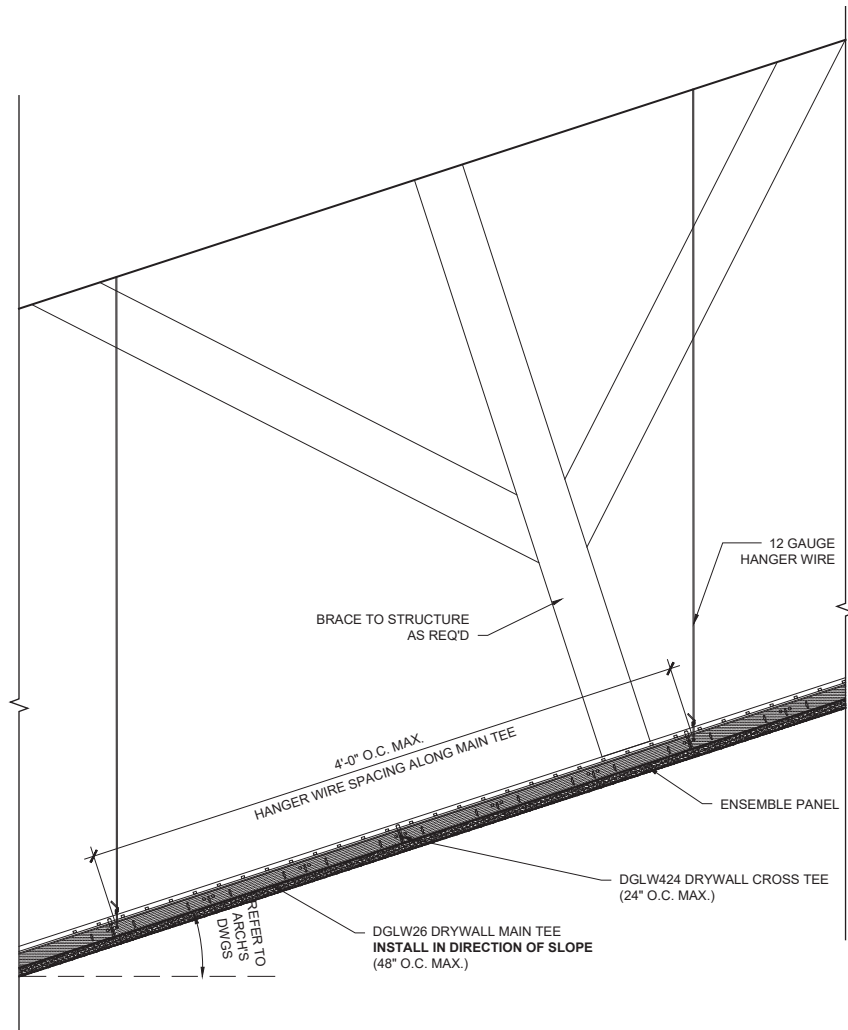 12 GAUGE
HANGER WIRE
BRACE TO STRUCTURE
AS REQ'D
4'-0" O.C. MAX.
HANGER WIRE SPACING ALONG MAIN TEE
ENSEMBLE PANEL
DGLW424 DRYWALL CROSS TEE
(24" O.C. MAX.)
REFER TO
ARCH'S
DWGS
DGLW26 DRYWALL MAIN TEE
INSTALL IN DIRECTION OF SLOPE
(48" O.C. MAX.)